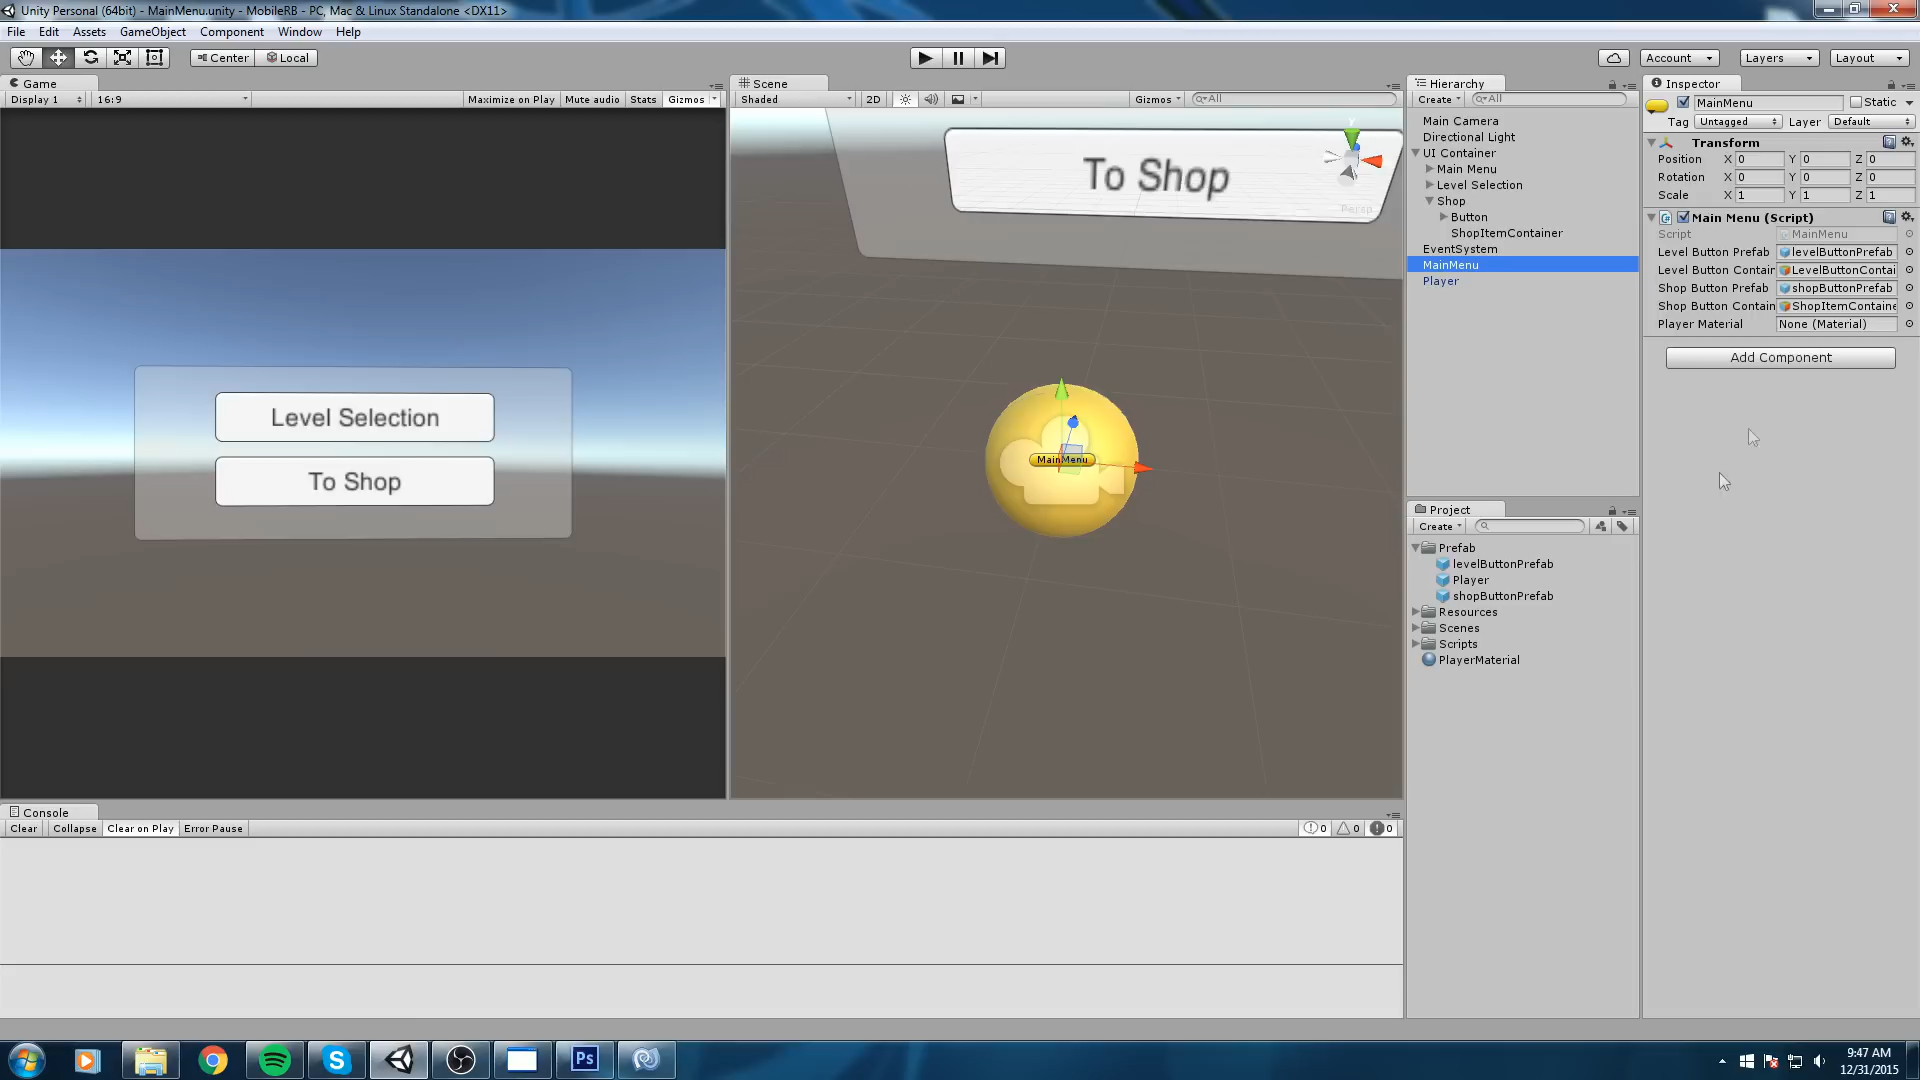 Unity Personal (64bit) - MainMenu.unity - MobileRB - PC, Mac & Linux Standalone <DX11>
File Edit Assets GameObject Component Window Help
Center Local Account Layers Layout
Game
Display 1 16:9 Maximize on Play Mute audio Stats Gizmos
Level Selection
To Shop
Scene
Shaded 2D Gizmos All
To Shop
y
Persp
MainMenu
Hierarchy
Create All
Main Camera
Directional Light
UI Container
Main Menu
Level Selection
Shop
Button
ShopItemContainer
EventSystem
MainMenu
Player
Project
Create
Prefab
levelButtonPrefab
Player
shopButtonPrefab
Resources
Scenes
Scripts
PlayerMaterial
Inspector
MainMenu Static
Tag Untagged Layer Default
Transform
Position X 0 Y 0 Z 0
Rotation X 0 Y 0 Z 0
Scale X 1 Y 1 Z 1
Main Menu (Script)
Script MainMenu
Level Button Prefab levelButtonPrefab
Level Button Contain LevelButtonContai
Shop Button Prefab shopButtonPrefab
Shop Button Contain ShopItemContaine
Player Material None (Material)
Add Component
Console
Clear Collapse Clear on Play Error Pause 0 0 0
Ps
9:47 AM
12/31/2015